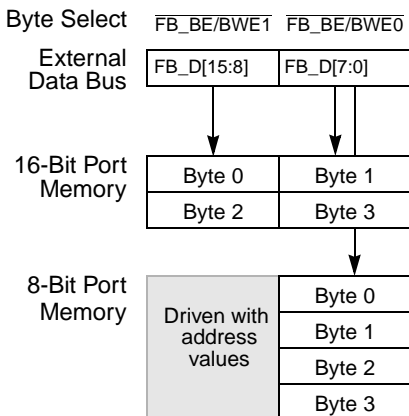 Byte Select FB_BE/BWE1 FB_BE/BWE0
External Data Bus FB_D[15:8] FB_D[7:0]
16-Bit Port Memory Byte 0 Byte 1
Byte 2 Byte 3
8-Bit Port Memory Driven with address values Byte 0
Byte 1
Byte 2
Byte 3